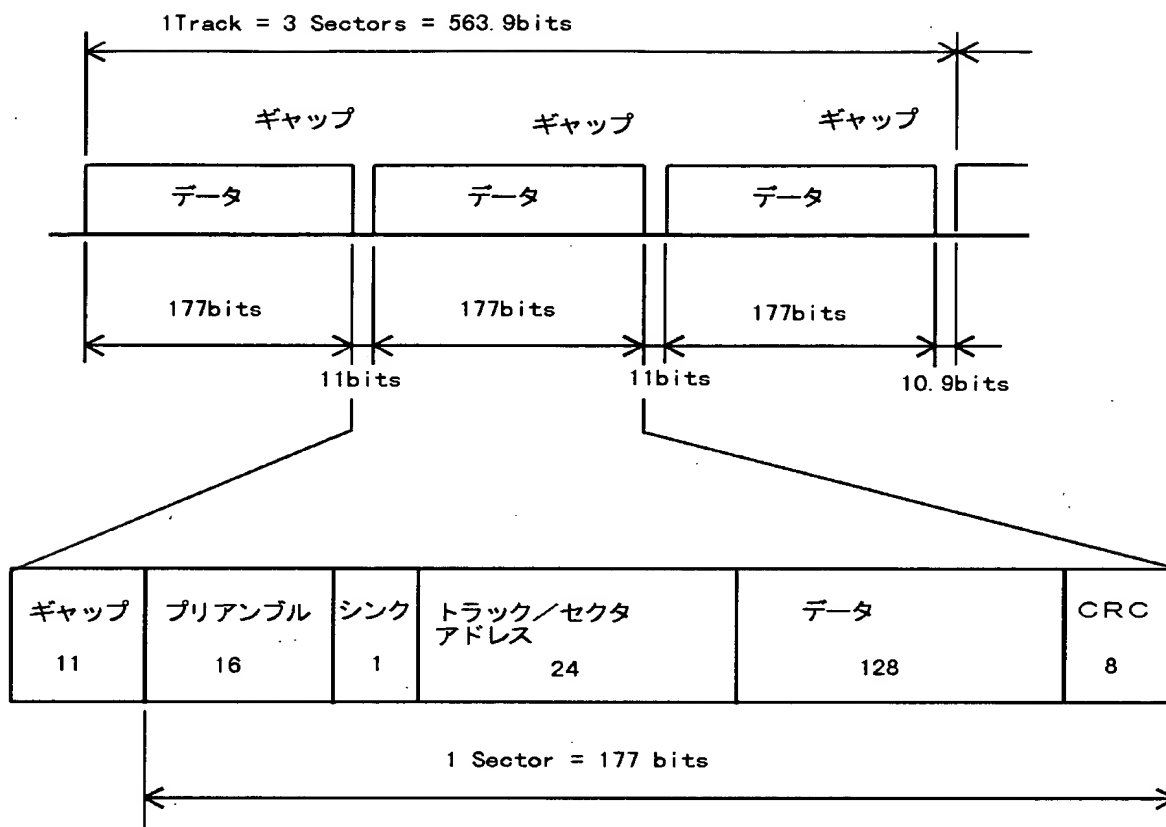 1Track = 3 Sectors = 563.9bits
ギャップ ギャップ ギャップ
データ データ データ
177bits 177bits 177bits
11bits 11bits 10.9bits
ギャップ プリアンブル シンク トラック／セクタ データ CRC
アドレス
11 16 1 24 128 8
1 Sector = 177 bits